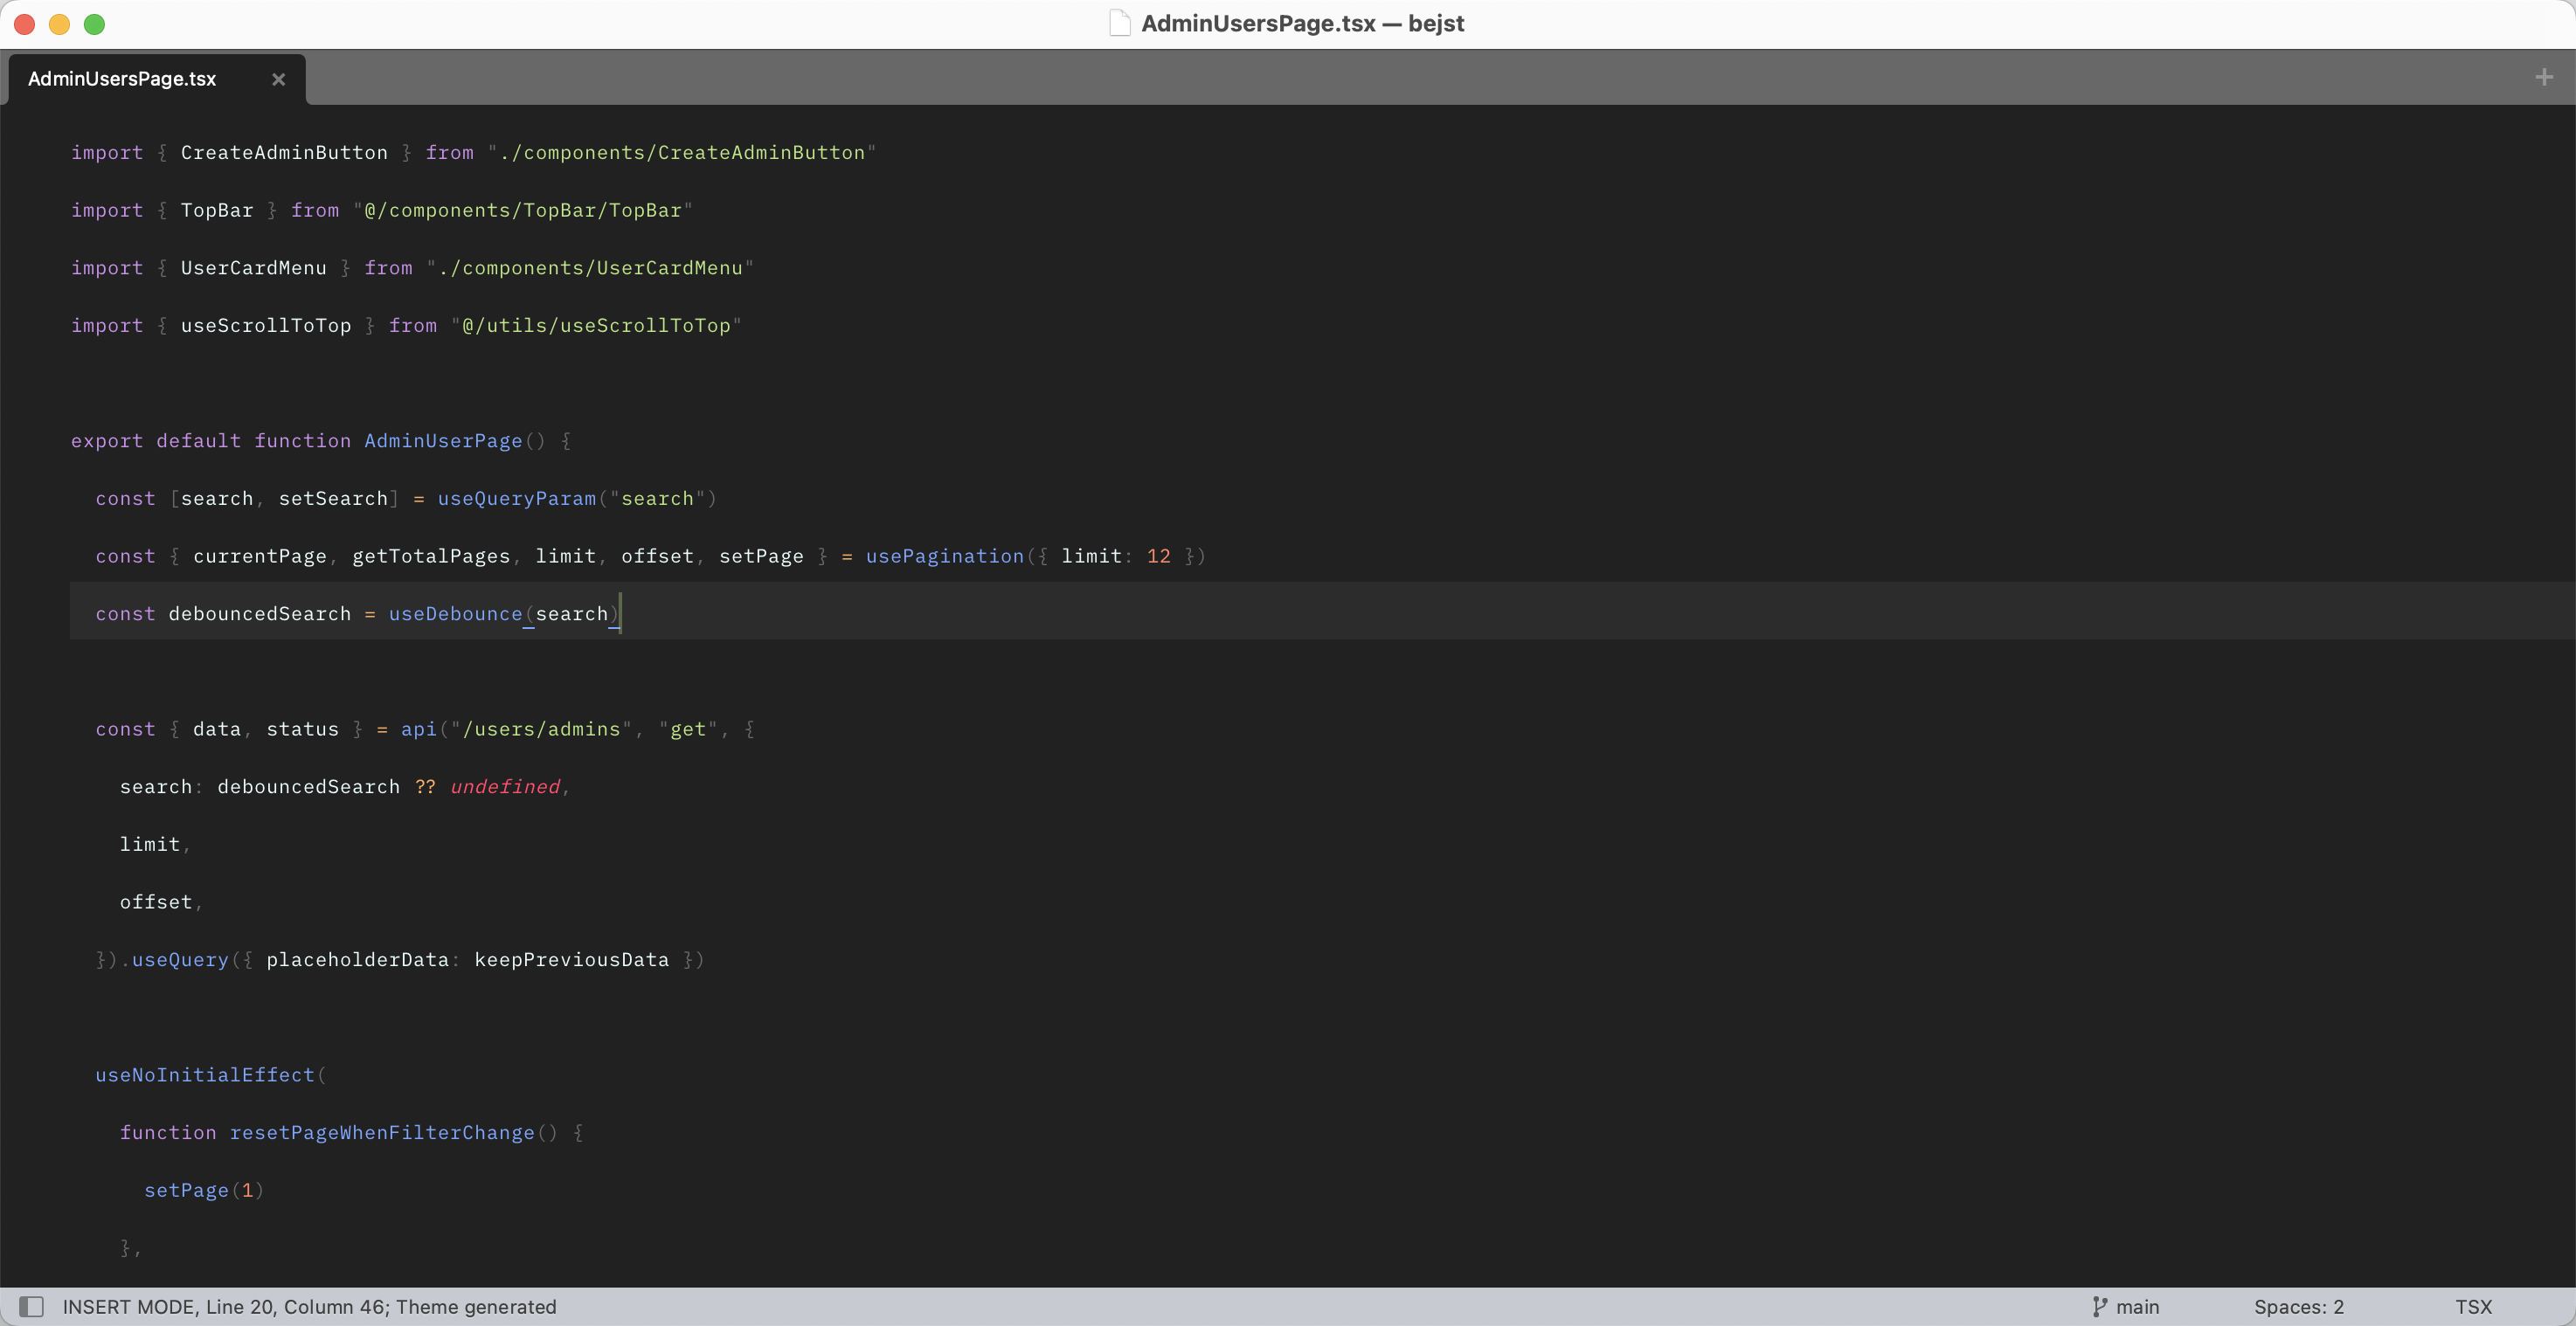 AdminUsersPage.tsx — bejst
AdminUsersPage.tsx
import { CreateAdminButton } from "./components/CreateAdminButton"
import { TopBar } from "@/components/TopBar/TopBar"
import { UserCardMenu } from "./components/UserCardMenu"
import { useScrollToTop } from "@/utils/useScrollToTop"
export default function AdminUserPage() {
const [search, setSearch] = useQueryParam("search")
const { currentPage, getTotalPages, limit, offset, setPage } = usePagination({ limit: 12 })
const debouncedSearch = useDebounce(search)
const { data, status } = api("/users/admins", "get", {
search: debouncedSearch ?? undefined,
limit,
offset,
}).useQuery({ placeholderData: keepPreviousData })
useNoInitialEffect(
function resetPageWhenFilterChange() {
setPage(1)
},
INSERT MODE, Line 20, Column 46; Theme generated
main
Spaces: 2
TSX